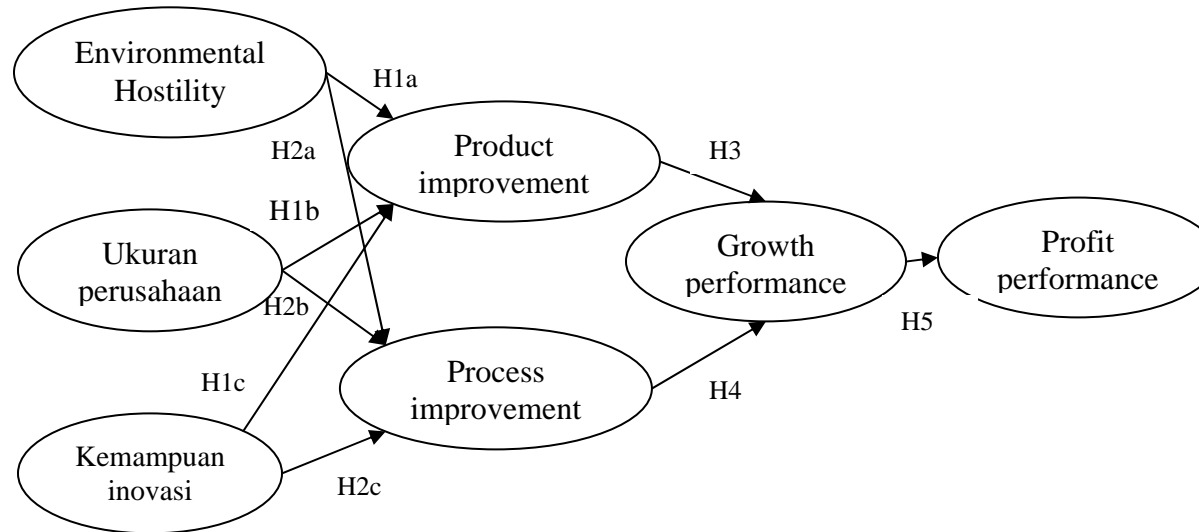 Environmental
Hostility
H1a
H2a
Product
improvement
H3
H1b
Ukuran
perusahaan
H2b
Growth
performance
Profit
performance
H5
H1c
Process
improvement
H4
Kemampuan
inovasi
H2c